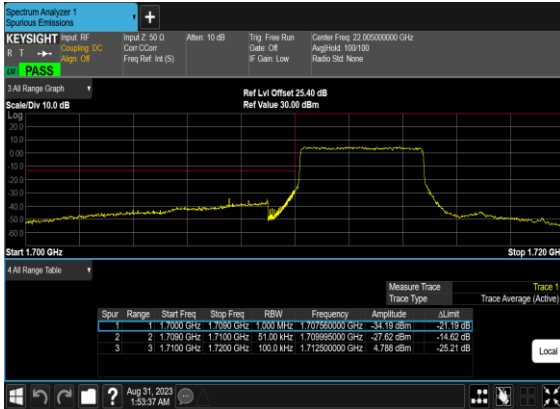 Spectrum Analyzer 1
Spurious Emissions
+
KEYSIGHT
R T
PASS
Input: RF
Coupling: DC
Align: Off
Input Z: 50 Ω
Corr CCorr
Freq Ref: Int (S)
Atten: 10 dB
Trig: Free Run
Gate: Off
IF Gain: Low
Center Freq: 22.005000000 GHz
Avg|Hold: 100/100
Radio Std: None
3 All Range Graph
Scale/Div 10.0 dB
Ref Lvl Offset 25.40 dB
Ref Value 30.00 dBm
Log
20.0
10.0
0.00
-10.0
-20.0
-30.0
-40.0
-50.0
-60.0
Start 1.700 GHz
Stop 1.720 GH
4 All Range Table
Measure Trace Trace 1
Trace Type Trace Average (Active)
Spur Range Start Freq Stop Freq RBW Frequency Amplitude ΔLimit
1 1 1.7000 GHz 1.7090 GHz 1.000 MHz 1.707560000 GHz -34.19 dBm -21.19 dB
2 2 1.7090 GHz 1.7100 GHz 51.00 kHz 1.709995000 GHz -27.62 dBm -14.62 dB
3 3 1.7100 GHz 1.7200 GHz 100.0 kHz 1.712500000 GHz 4.788 dBm -25.21 dB
Local
?
Aug 31, 2023
1:53:37 AM